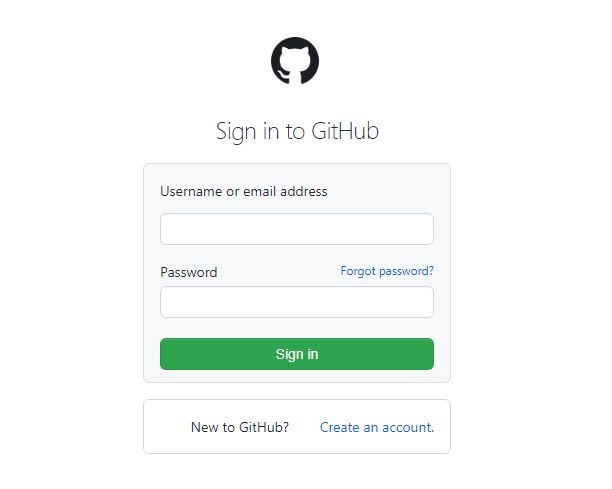 Sign in to GitHub
Username or email address
Password Forgot password?
Sign in
New to GitHub? Create an account.